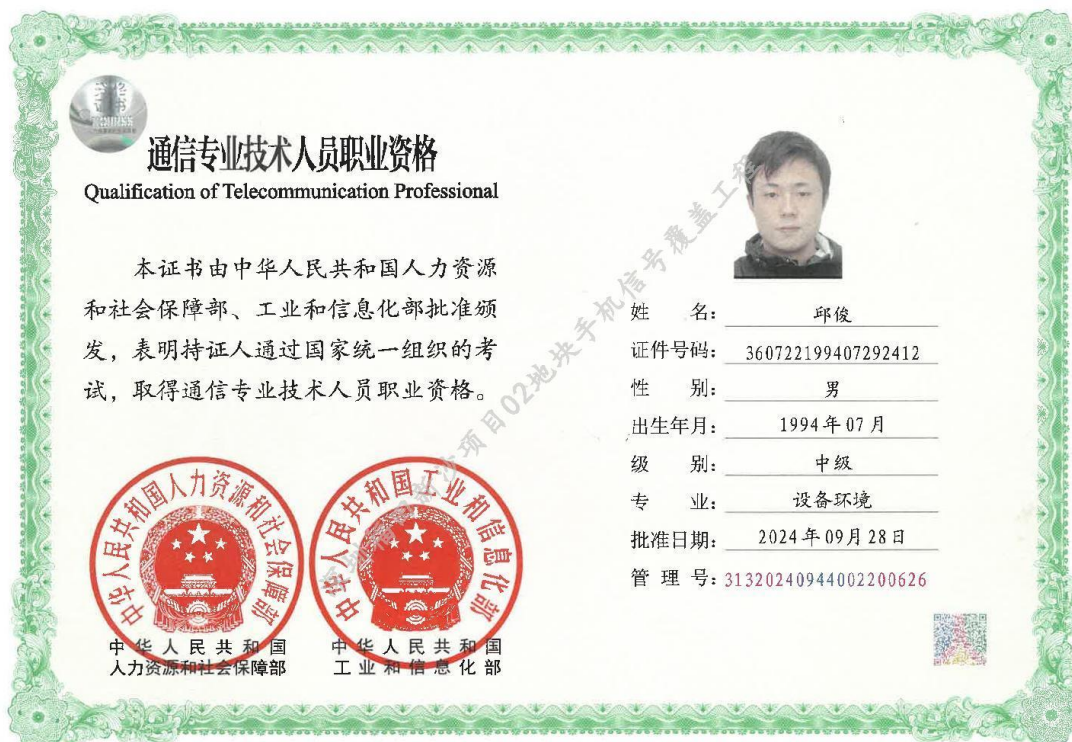 通信专业技术人员职业资格
Qualification of Telecommunication Professional
本证书由中华人民共和国人力资源
和社会保障部、工业和信息化部批准颁
发，表明持证人通过国家统一组织的考
试，取得通信专业技术人员职业资格。
中华人民共和国人力资源和社会保障部
中华人民共和国工业和信息化部
中华人民共和国
人力资源和社会保障部
中华人民共和国
工业和信息化部
姓 名： 邱俊
证件号码： 360722199407292412
性 别： 男
出生年月： 1994年07月
级 别： 中级
专 业： 设备环境
批准日期： 2024年09月28日
管 理 号： 31320240944002200626
沙项目02地块手机信号覆盖工程